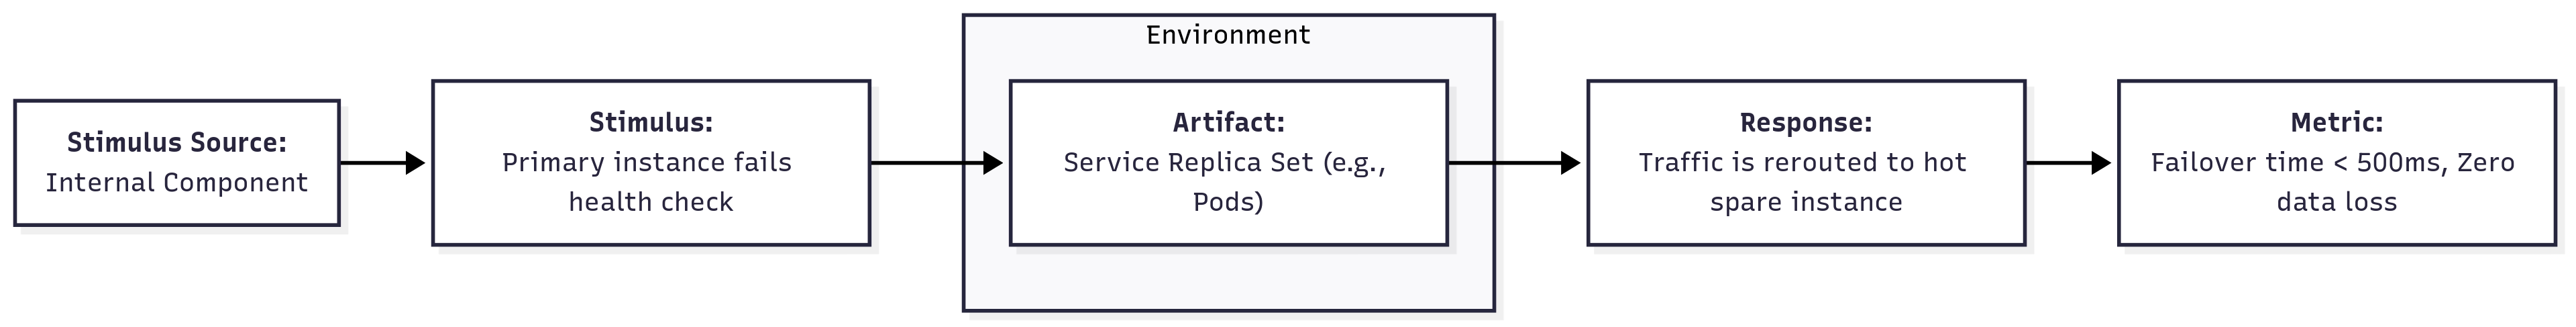 Stimulus Source:
Internal Component
Stimulus:
Primary instance fails
health check
Environment
Artifact:
Service Replica Set (e.g.,
Pods)
Response:
Traffic is rerouted to hot
spare instance
Metric:
Failover time < 500ms, Zero
data loss